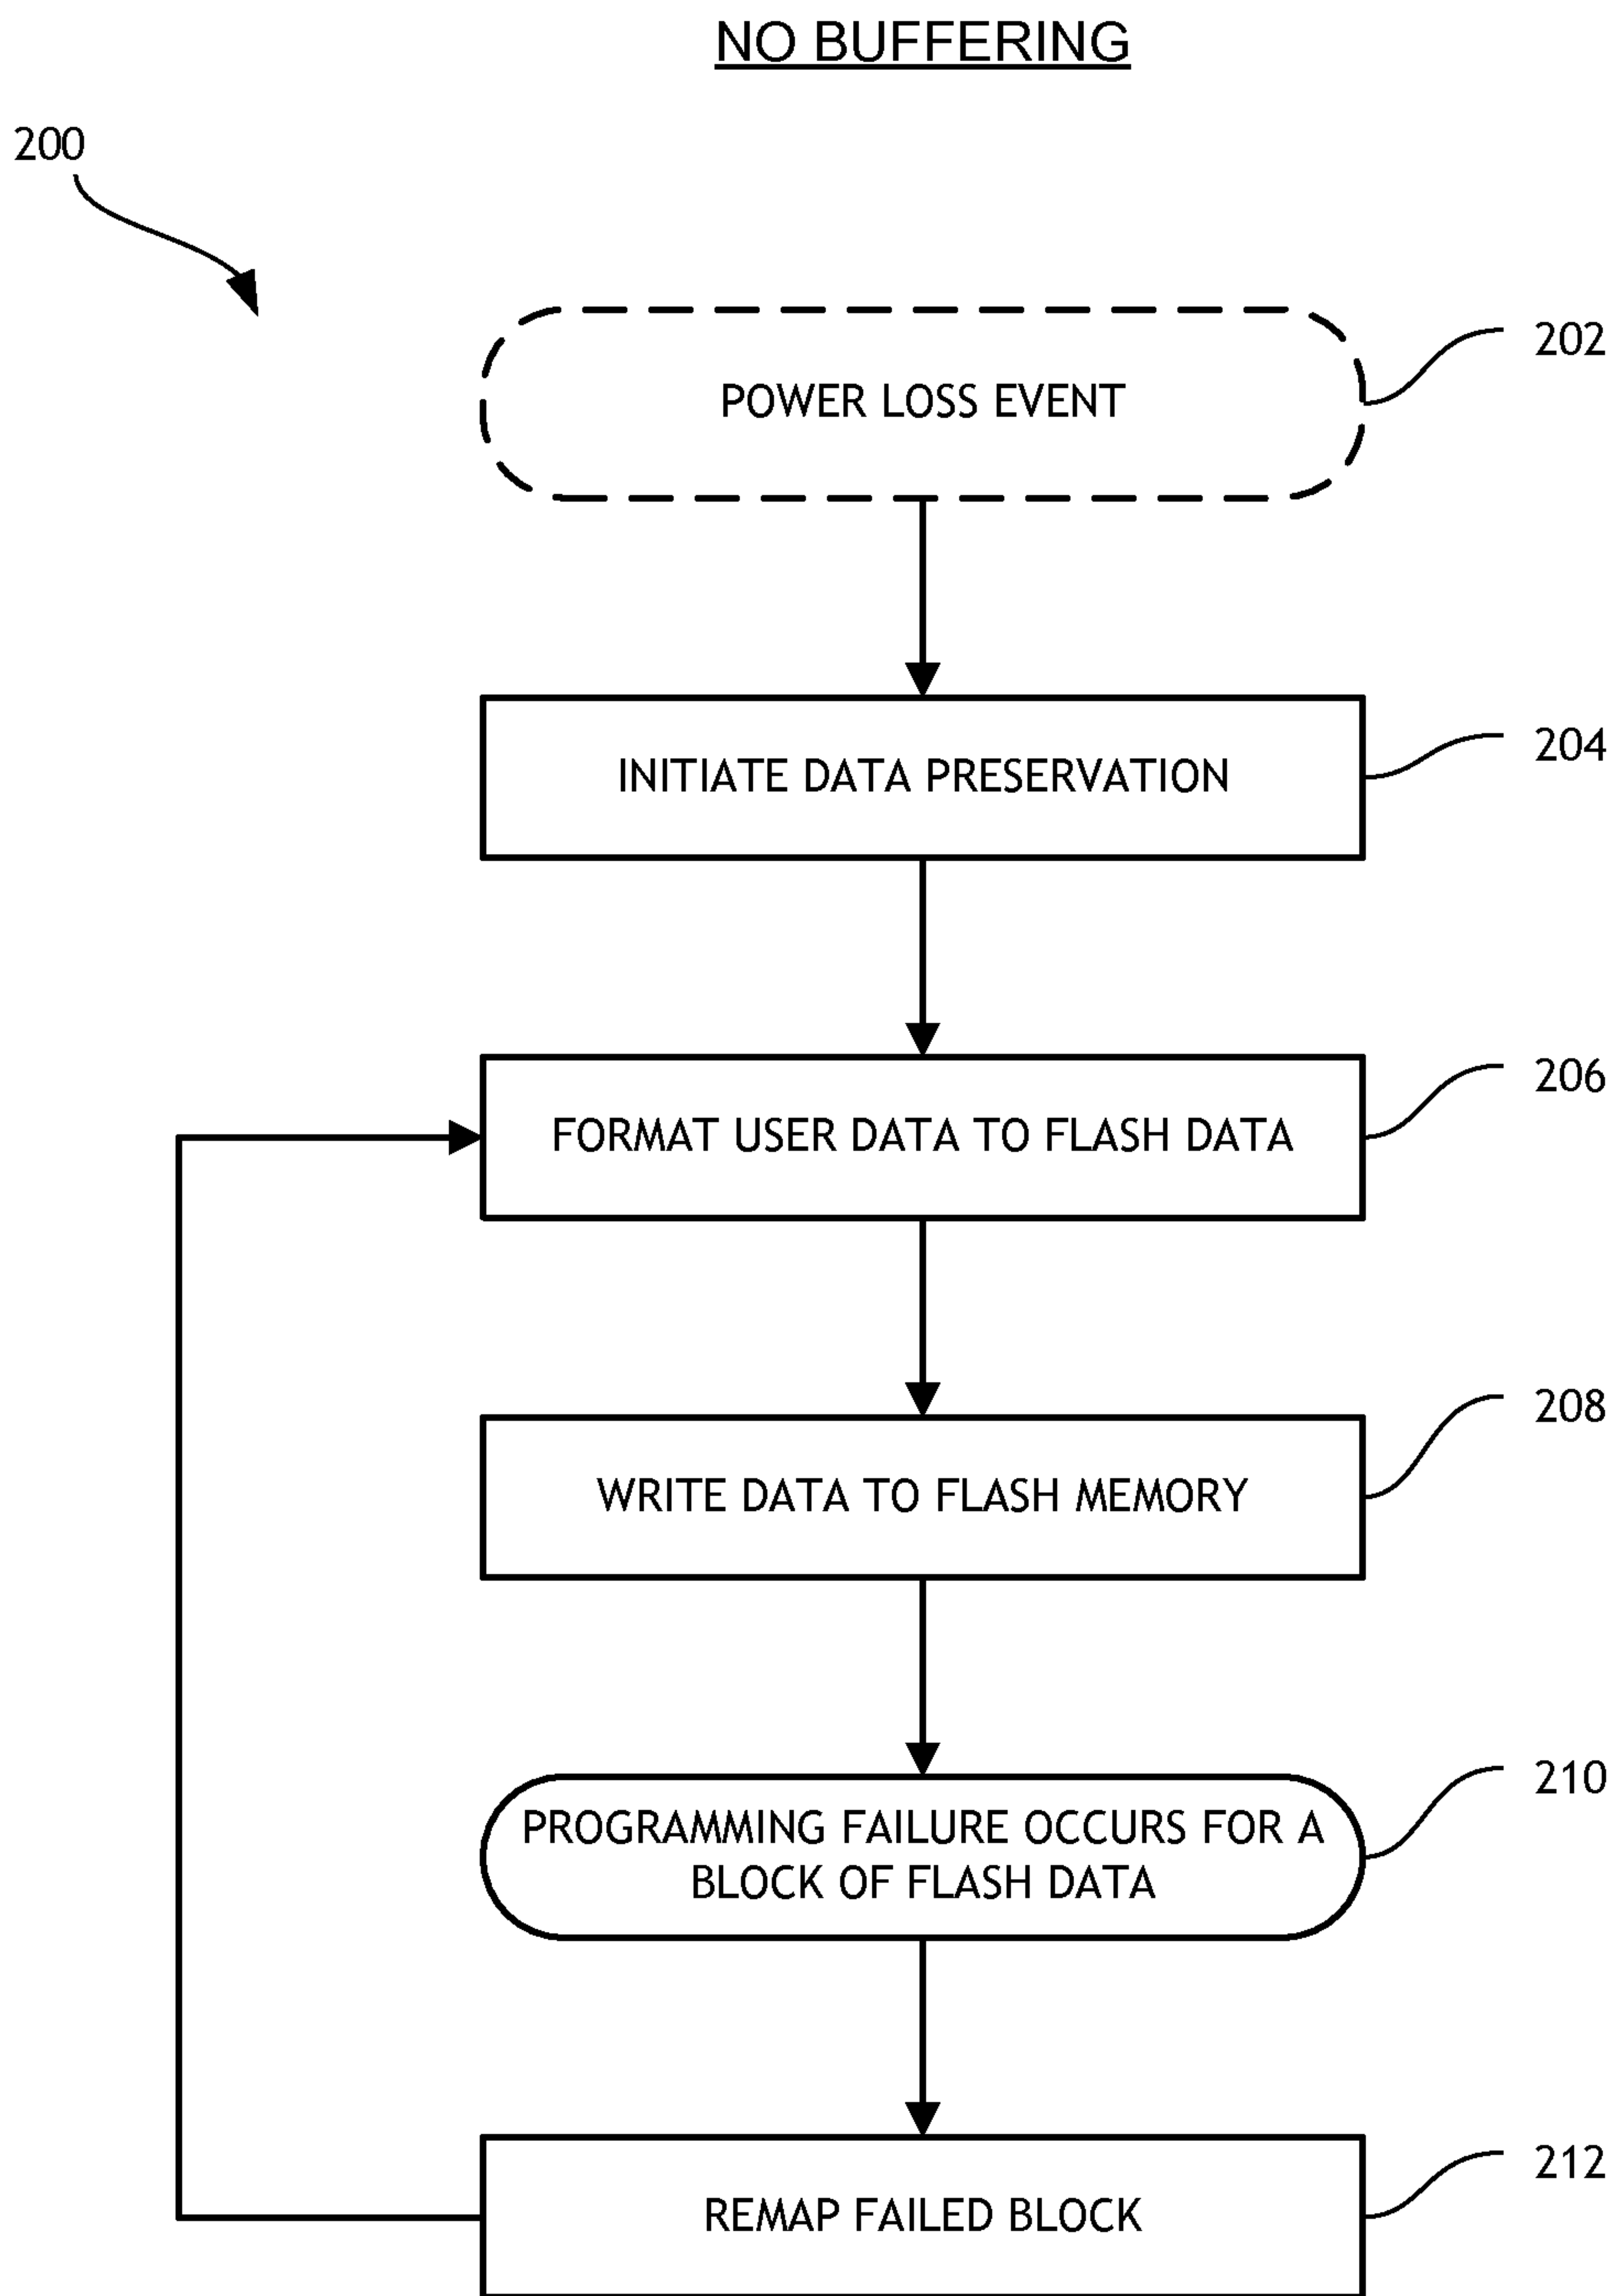 NO BUFFERING
200
POWER LOSS EVENT
202
INITIATE DATA PRESERVATION
204
FORMAT USER DATA TO FLASH DATA
206
WRITE DATA TO FLASH MEMORY
208
PROGRAMMING FAILURE OCCURS FOR A
BLOCK OF FLASH DATA
210
REMAP FAILED BLOCK
212